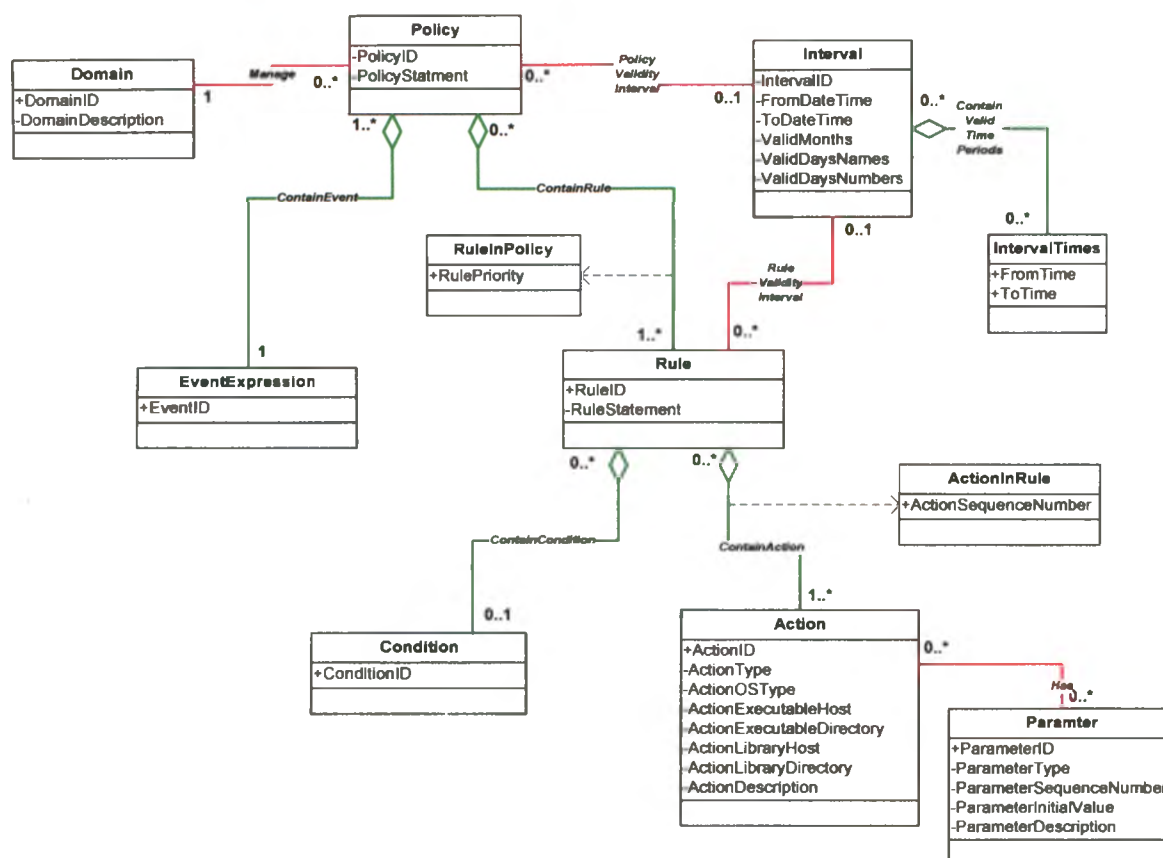 Policy
-PolicyID
-PolicyStatment
Domain
+DomainID
-DomainDescription
1
Manage
0..*
0..*
Policy
Validity
Interval
0..1
Interval
-IntervalID
-FromDateTime
-ToDateTime
-ValidMonths
-ValidDaysNames
-ValidDaysNumbers
0..*
Contain
Valid
Time
Periods
0..*
IntervalTimes
+FromTime
+ToTime
1..*
0..*
ContainEvent
ContainRule
RuleInPolicy
+RulePriority
0..1
Rule
Validity
Interval
1
1..*
0..*
EventExpression
+EventID
Rule
+RuleID
-RuleStatement
0..*
0..*
ActionInRule
+ActionSequenceNumber
ContainCondition
ContainAction
0..1
1..*
Condition
+ConditionID
Action
+ActionID
-ActionType
-ActionOSType
-ActionExecutableHost
-ActionExecutableDirectory
-ActionLibraryHost
-ActionLibraryDirectory
-ActionDescription
0..*
Has
0..*
Paramter
+ParameterID
-ParameterType
-ParameterSequenceNumber
-ParameterInitialValue
-ParameterDescription